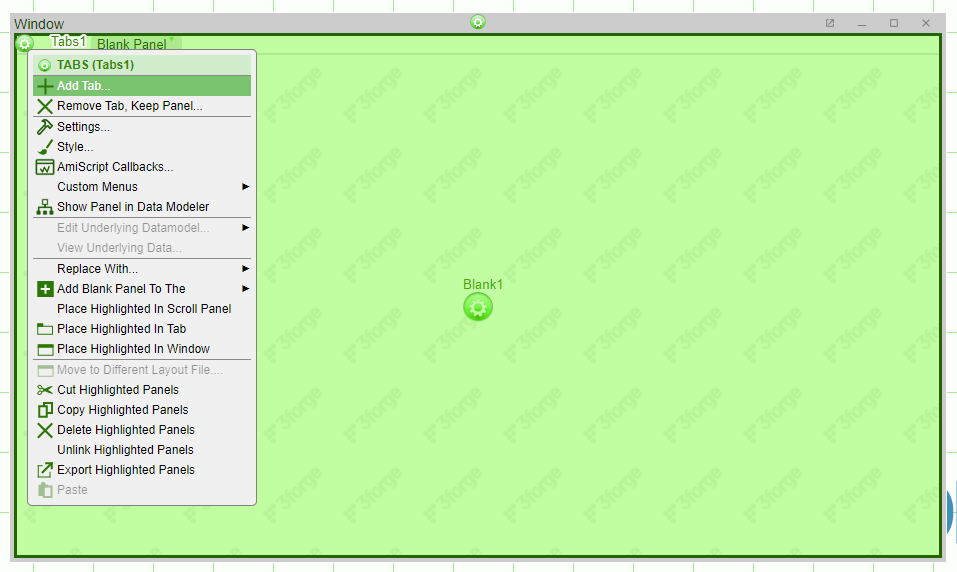 Window
Tabs1 Blank Panel
TABS (Tabs1)
Add Tab...
Remove Tab, Keep Panel...
Settings...
Style...
AmiScript Callbacks...
Custom Menus
Show Panel in Data Modeler
Edit Underlying Datamodel...
View Underlying Data...
Replace With...
Add Blank Panel To The
Place Highlighted In Scroll Panel
Place Highlighted In Tab
Place Highlighted In Window
Move to Different Layout File....
Cut Highlighted Panels
Copy Highlighted Panels
Delete Highlighted Panels
Unlink Highlighted Panels
Export Highlighted Panels
Paste
Blank1
3forge